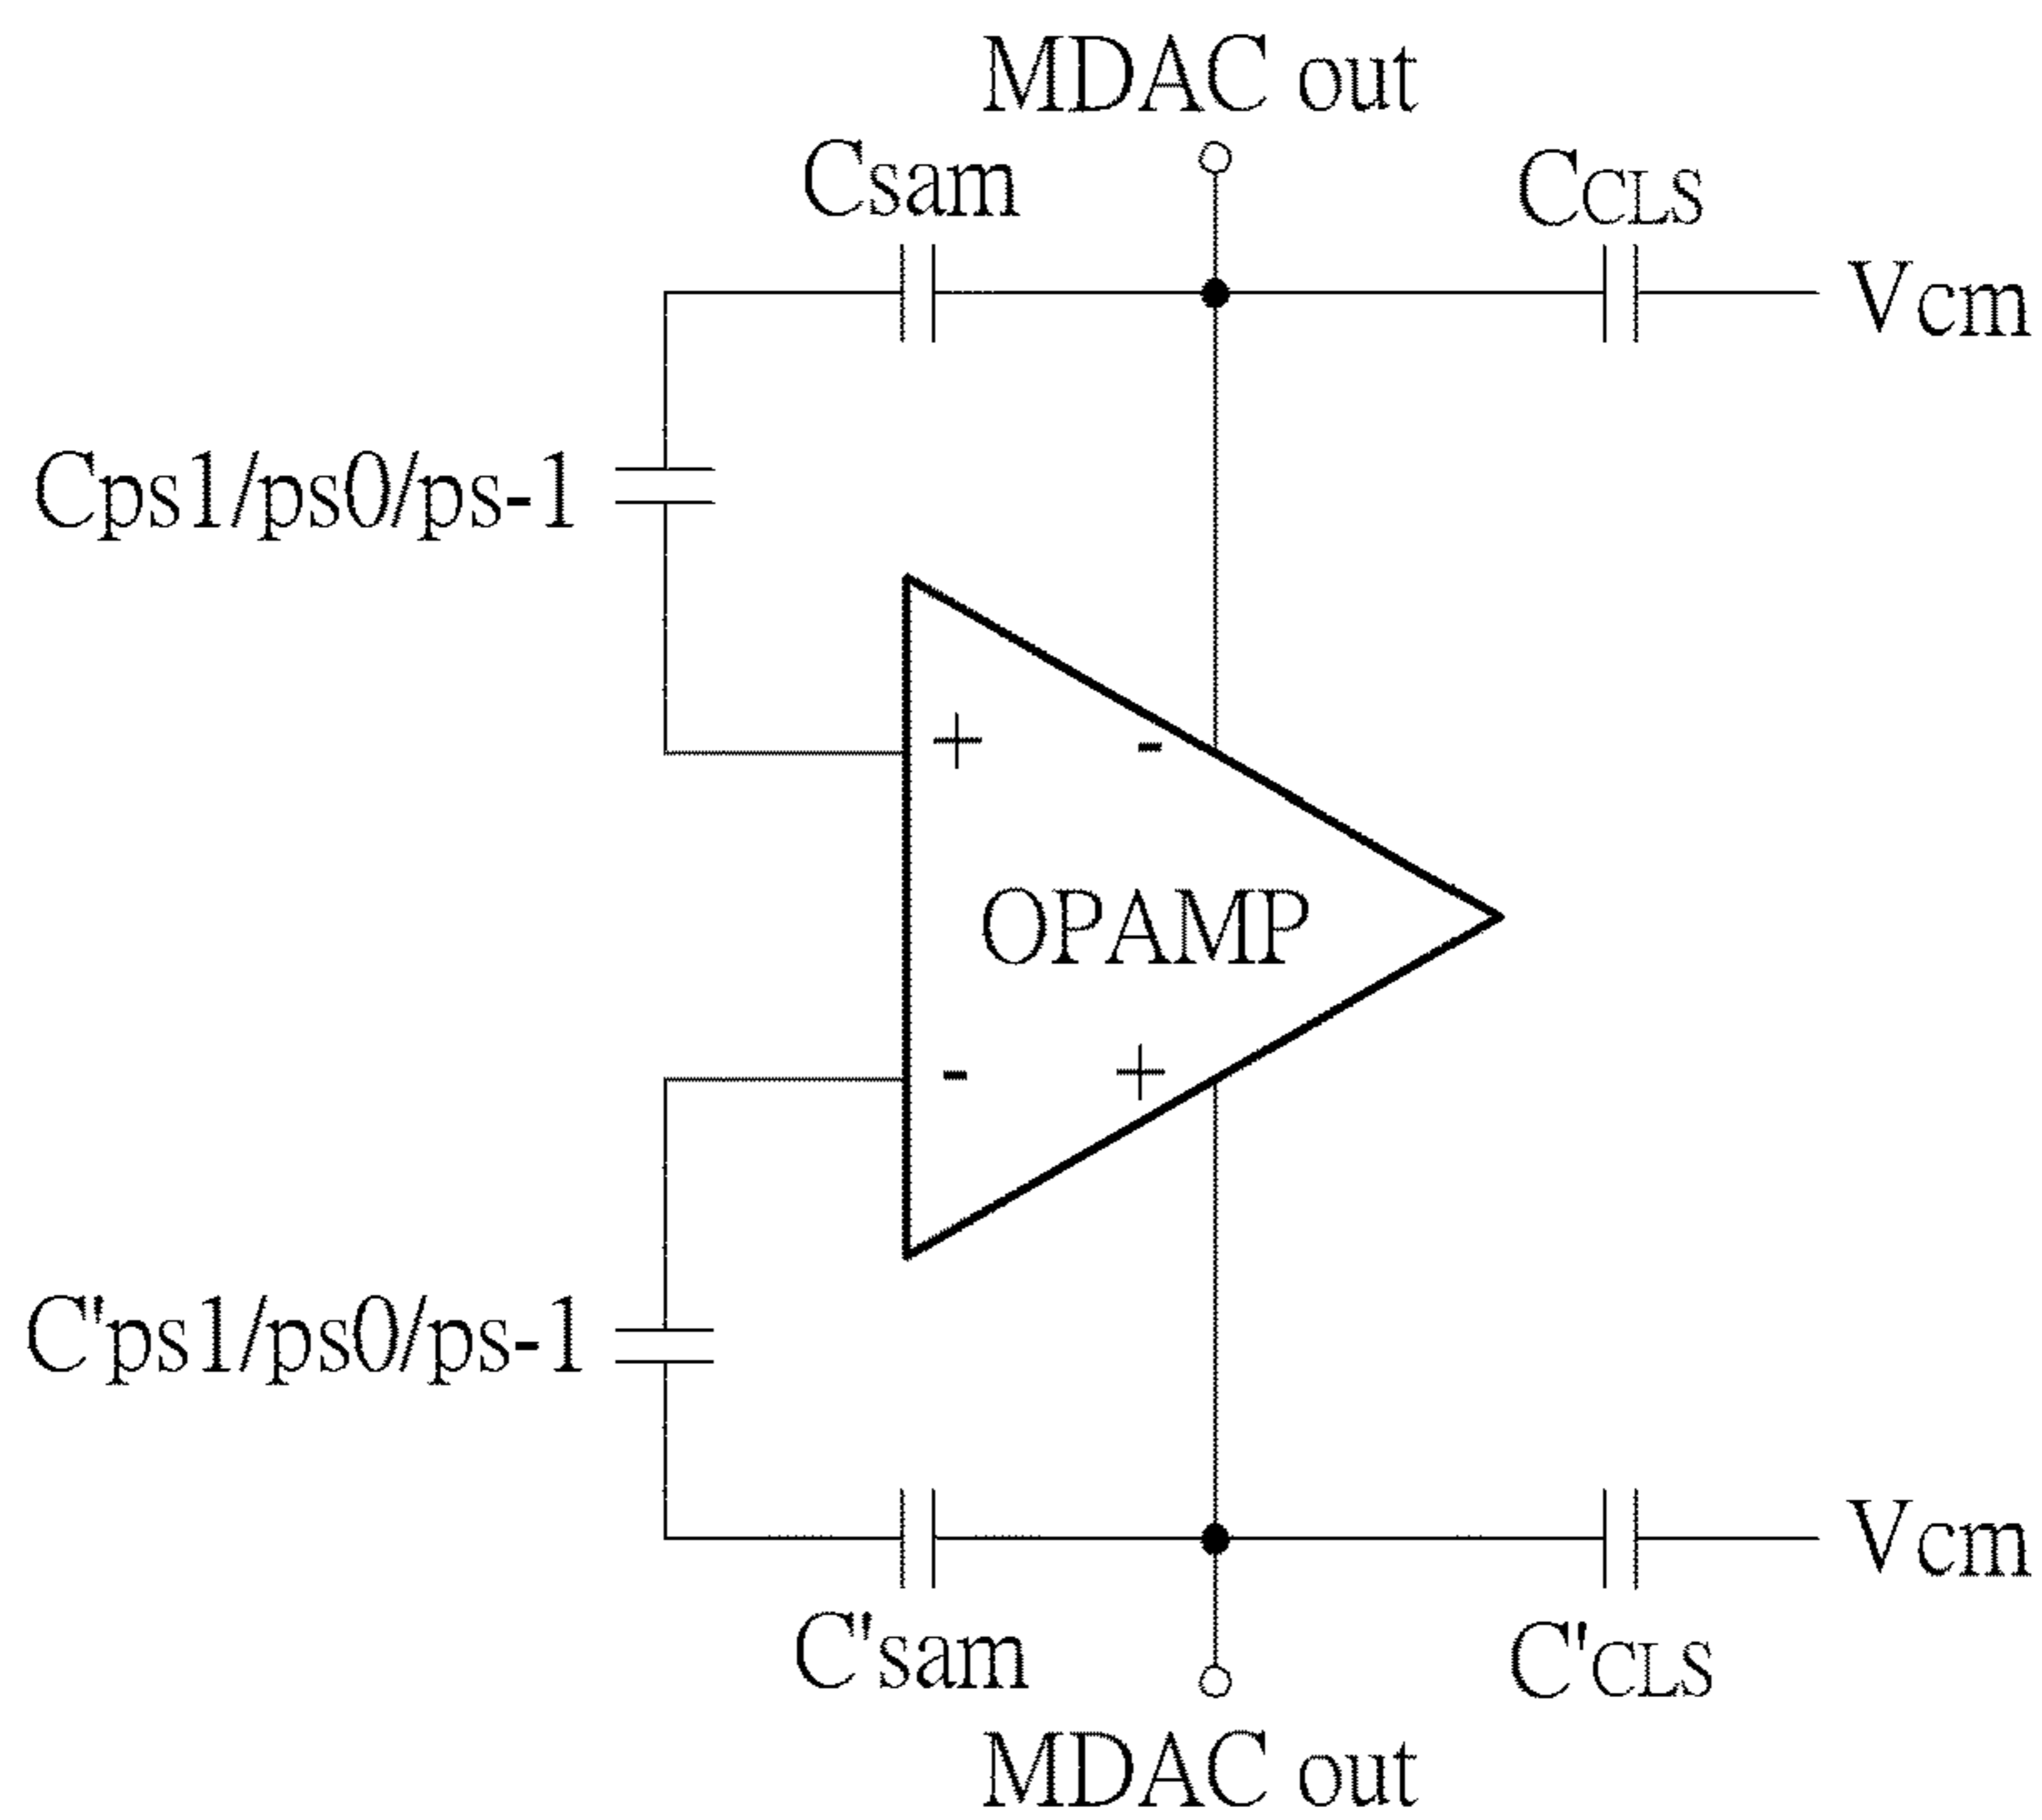 MDAC out
Csam
CCLS
Vcm
Cps1/ps0/ps-1
+ -
OPAMP
- +
C'ps1/ps0/ps-1
Vcm
C'sam
C'CLS
MDAC out